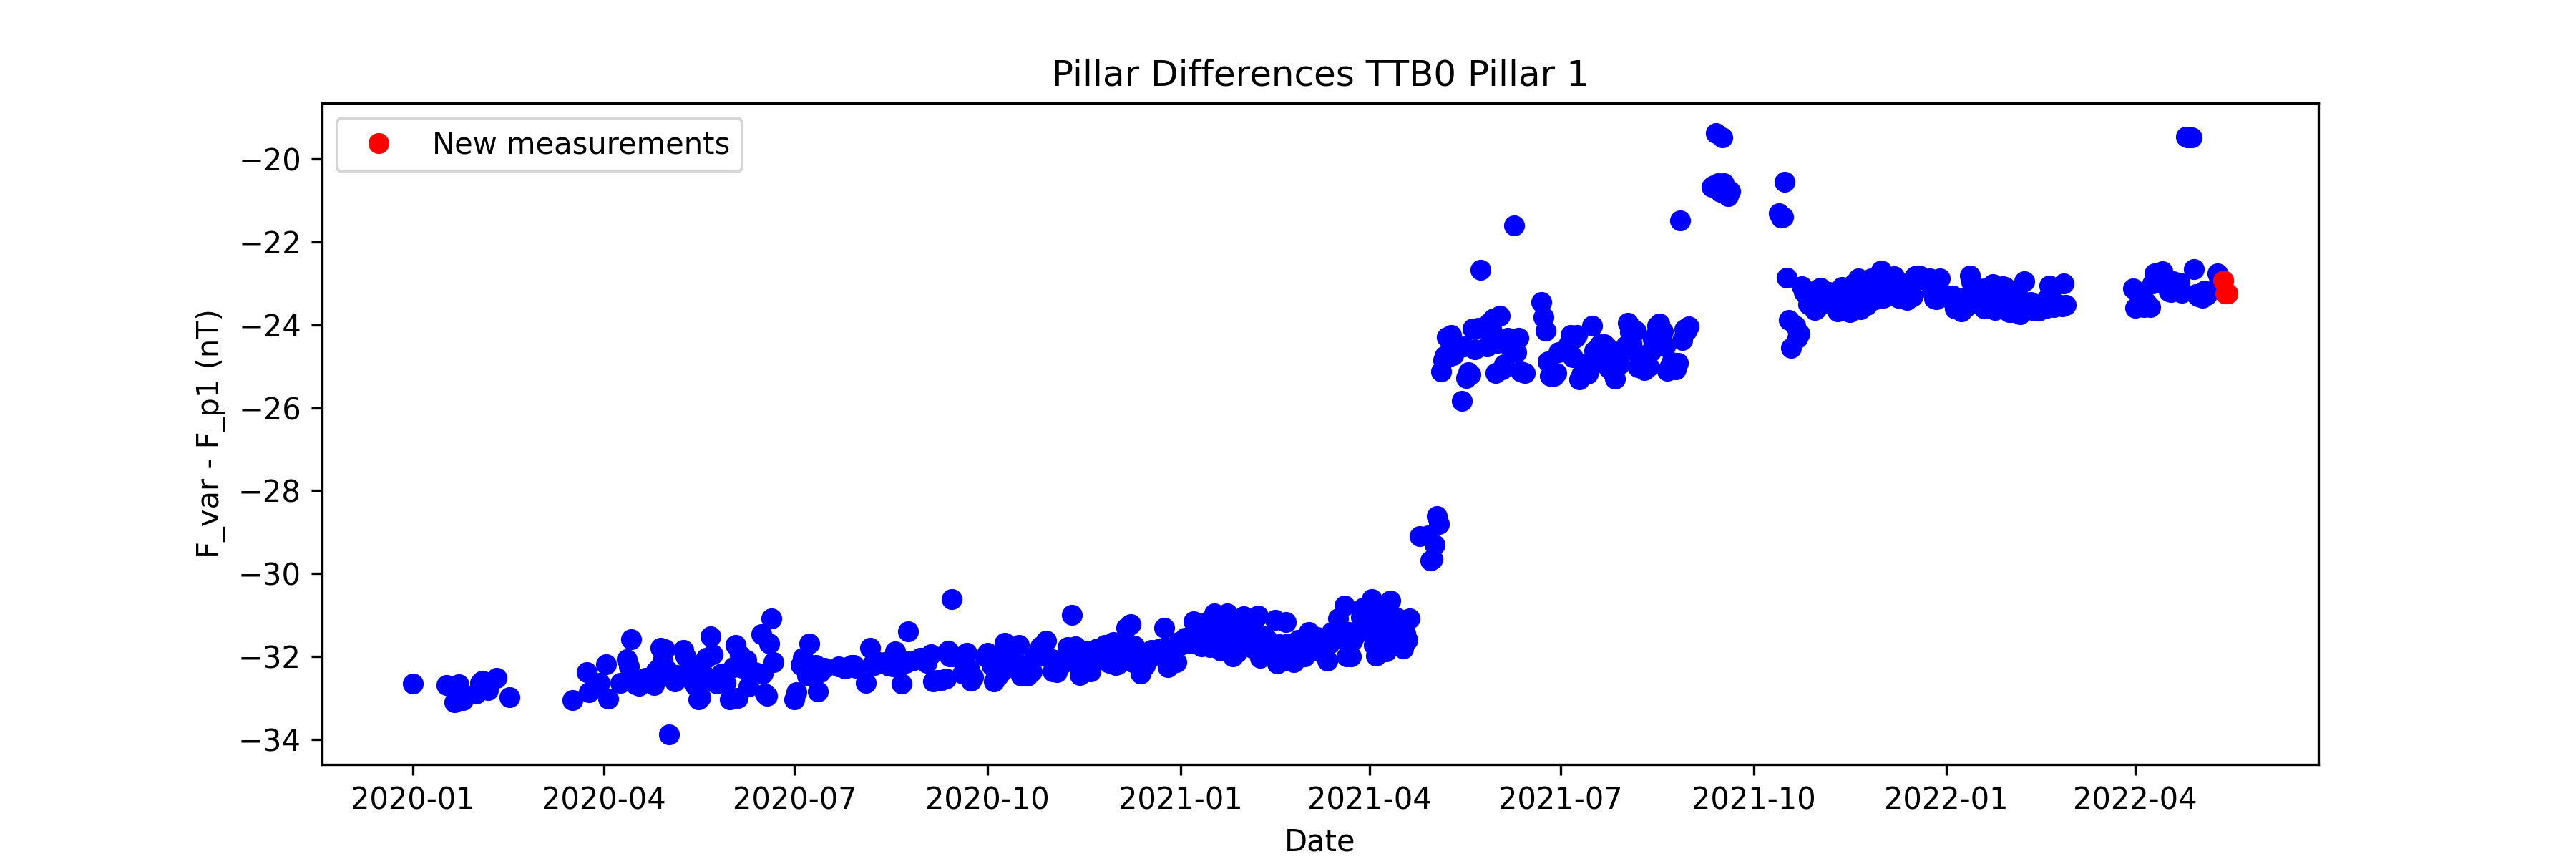 Pillar Differences TTB0 Pillar 1
New measurements
−20
−22
−24
−26
−28
−30
−32
−34
F_var - F_p1 (nT)
2020-01 2020-04 2020-07 2020-10 2021-01 2021-04 2021-07 2021-10 2022-01 2022-04
Date